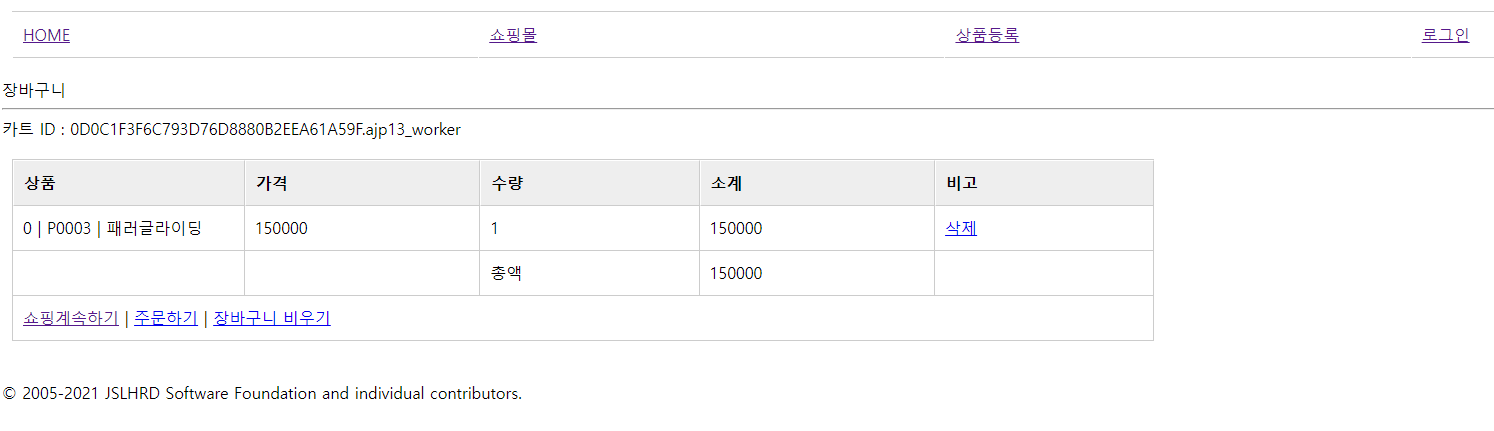 HOME 쇼핑몰 상품등록 로그인
장바구니
카트 ID : 0D0C1F3F6C793D76D8880B2EEA61A59F.ajp13_worker
상품 가격 수량 소계 비고
0 | P0003 | 패러글라이딩 150000 1 150000 삭제
총액 150000
쇼핑계속하기 | 주문하기 | 장바구니 비우기
© 2005-2021 JSLHRD Software Foundation and individual contributors.